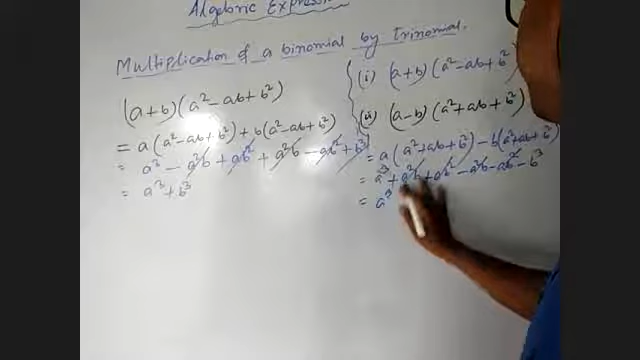 Algebric Expression
Multiplication of a binomial by trinomial.
(a+b)(a²-ab+b²)
= a(a²-ab+b²)+b(a²-ab+b²)
= a³-a²b+ab²+a²b-ab²+b³
= a³+b³
(i) (a+b)(a²-ab+b²)
(ii) (a-b)(a²+ab+b²)
= a(a²+ab+b²)-b(a²+ab+b²)
= a³+a²b+ab²-a²b-ab²-b³
= a³